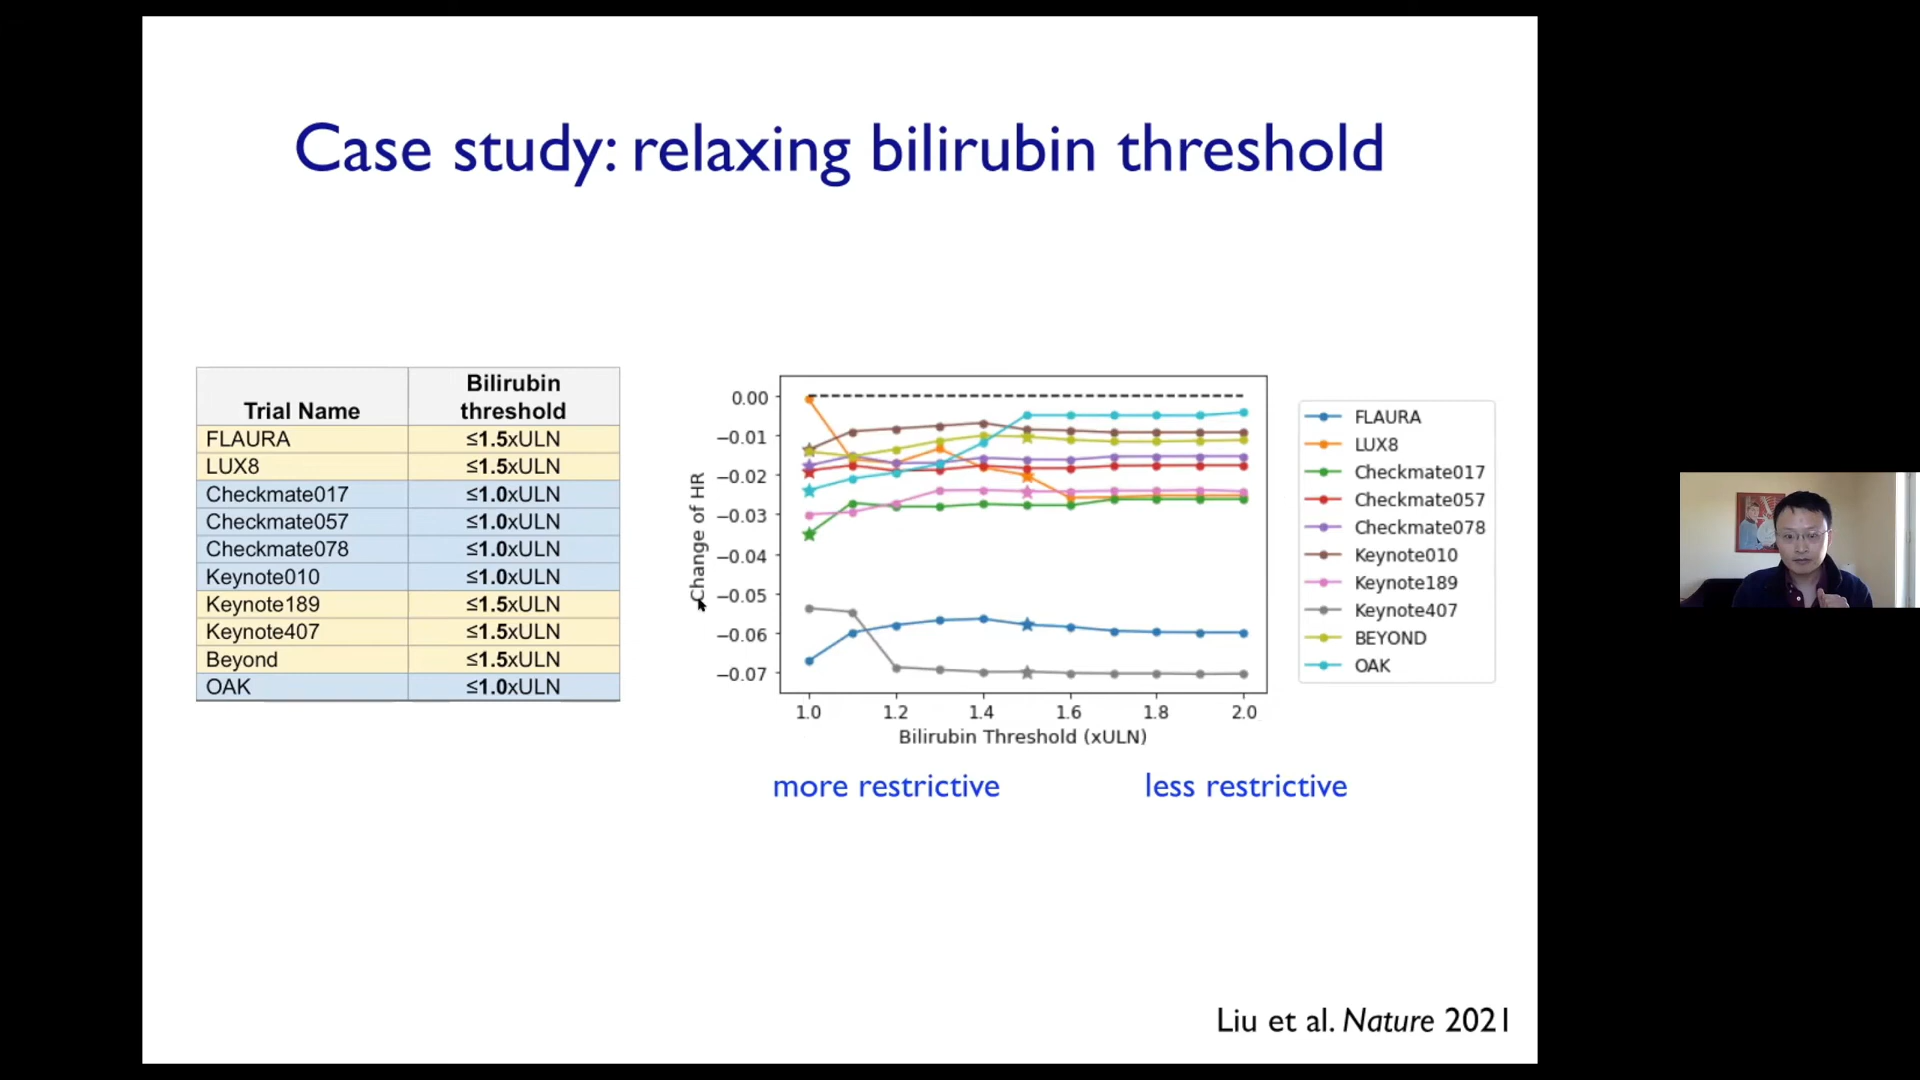 Case study: relaxing bilirubin threshold
Trial Name Bilirubin threshold
FLAURA ≤1.5xULN
LUX8 ≤1.5xULN
Checkmate017 ≤1.0xULN
Checkmate057 ≤1.0xULN
Checkmate078 ≤1.0xULN
Keynote010 ≤1.0xULN
Keynote189 ≤1.5xULN
Keynote407 ≤1.5xULN
Beyond ≤1.5xULN
OAK ≤1.0xULN
Change of HR
0.00
−0.01
−0.02
−0.03
−0.04
−0.05
−0.06
−0.07
1.0 1.2 1.4 1.6 1.8 2.0
Bilirubin Threshold (xULN)
FLAURA
LUX8
Checkmate017
Checkmate057
Checkmate078
Keynote010
Keynote189
Keynote407
BEYOND
OAK
more restrictive less restrictive
Liu et al. Nature 2021